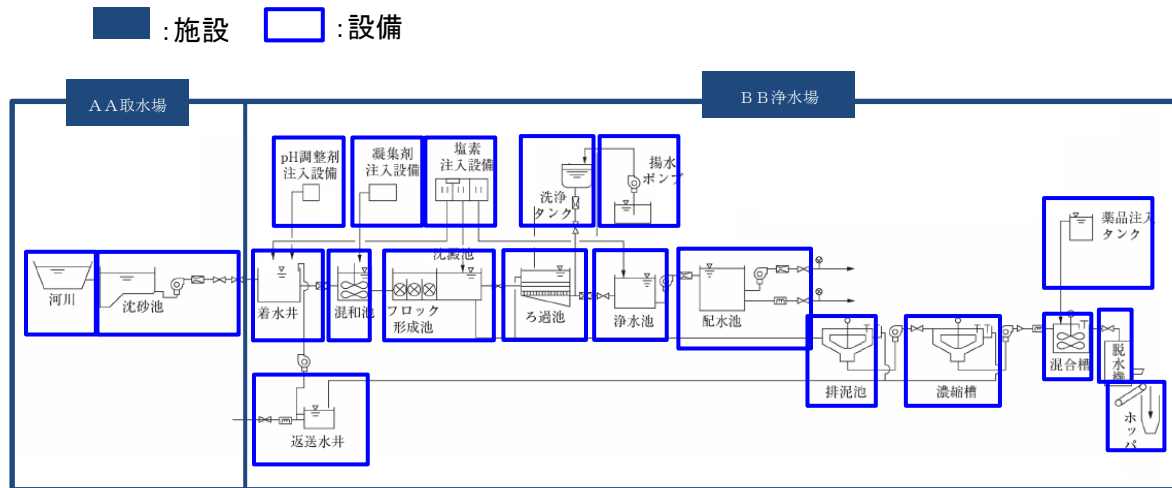 :施設
:設備
AA取水場
BB浄水場
pH調整剤
注入設備
凝集剤
注入設備
塩素
注入設備
洗浄
タンク
揚水
ポンプ
薬品注入
タンク
河川
沈砂池
着水井
混和池
沈澱池
フロック
形成池
ろ過池
浄水池
配水池
排泥池
濃縮槽
混合槽
脱水機
ホッパ
返送水井